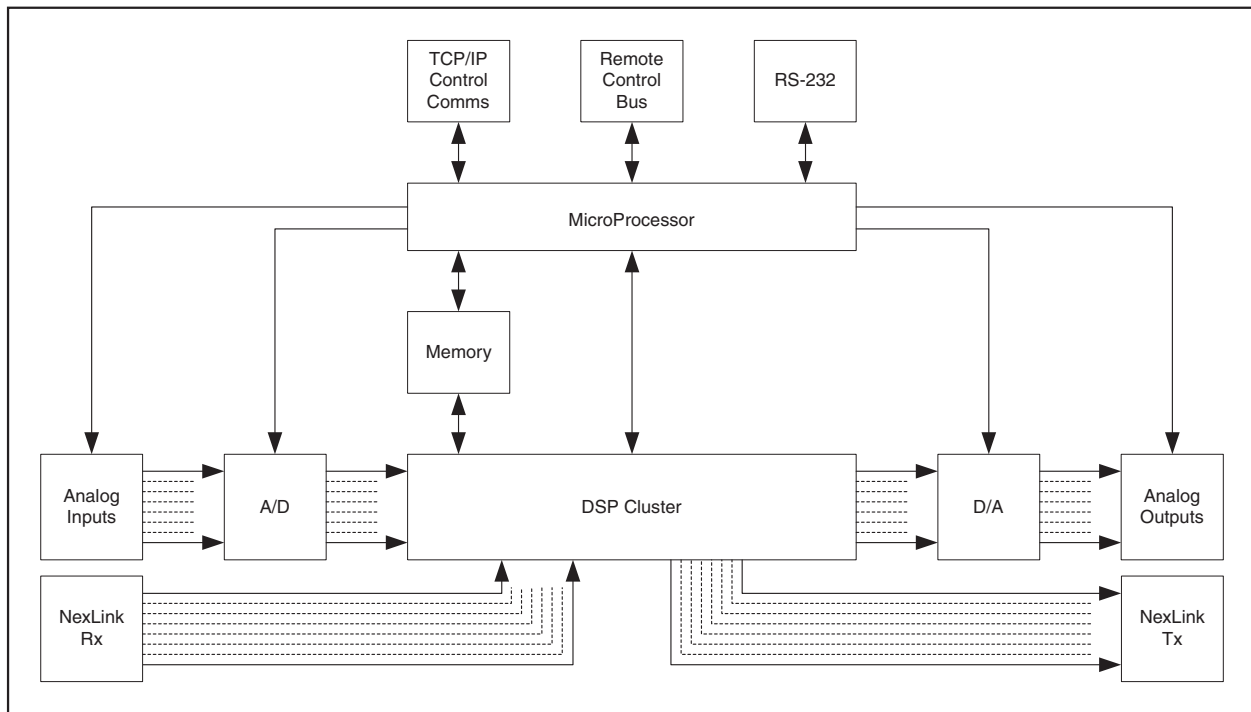 TCP/IP
Control
Comms
Remote
Control
Bus
RS-232
MicroProcessor
Memory
Analog
Inputs
A/D
DSP Cluster
D/A
Analog
Outputs
NexLink
Rx
NexLink
Tx